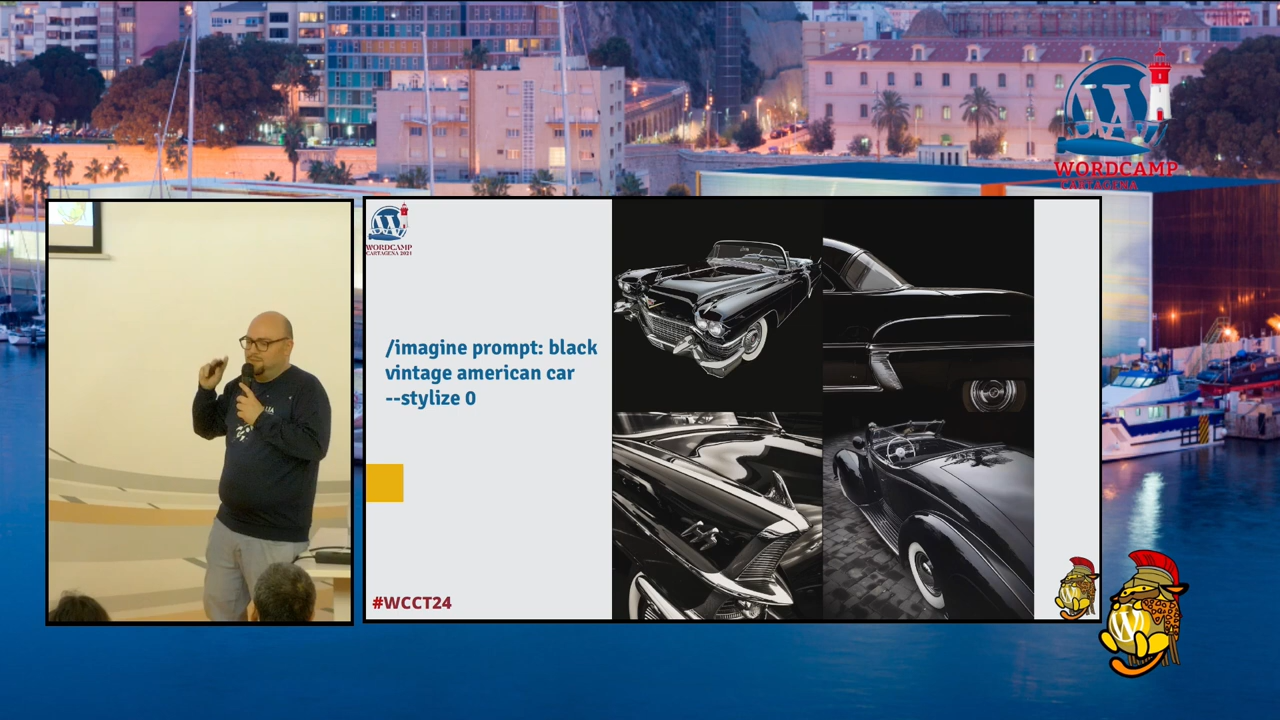 WORDCAMP
CARTAGENA
WORDCAMP
CARTAGENA 2024
/imagine prompt: black
vintage american car
--stylize 0
#WCCT24